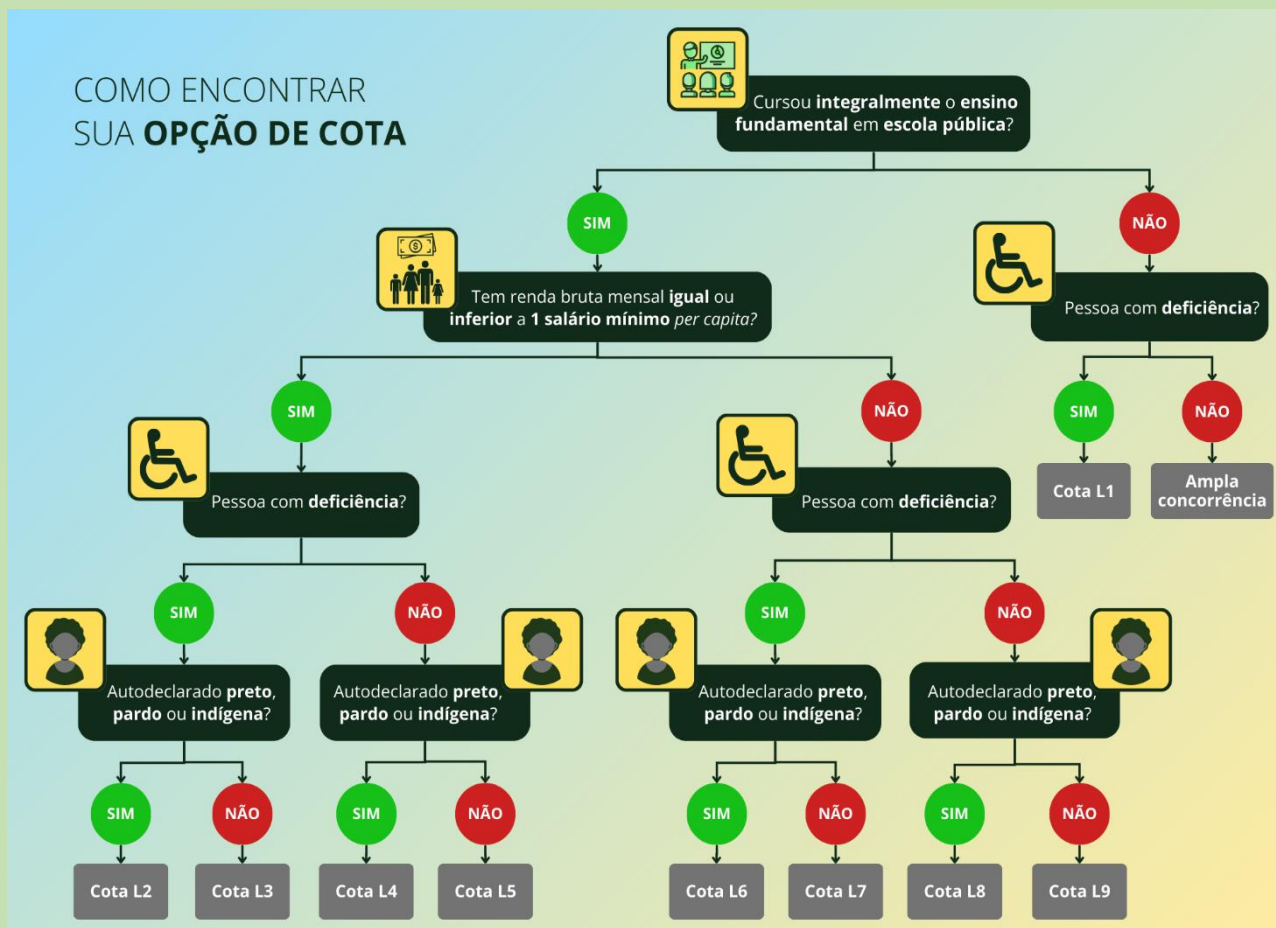 COMO ENCONTRAR
SUA OPÇÃO DE COTA
Cursou integralmente o ensino
fundamental em escola pública?
SIM
NÃO
Tem renda bruta mensal igual ou
inferior a 1 salário mínimo per capita?
Pessoa com deficiência?
SIM
NÃO
SIM
NÃO
Cota L1
Ampla
concorrência
Pessoa com deficiência?
Pessoa com deficiência?
SIM
NÃO
SIM
NÃO
Autodeclarado preto,
pardo ou indígena?
Autodeclarado preto,
pardo ou indígena?
Autodeclarado preto,
pardo ou indígena?
Autodeclarado preto,
pardo ou indígena?
SIM
NÃO
SIM
NÃO
SIM
NÃO
SIM
NÃO
Cota L2
Cota L3
Cota L4
Cota L5
Cota L6
Cota L7
Cota L8
Cota L9